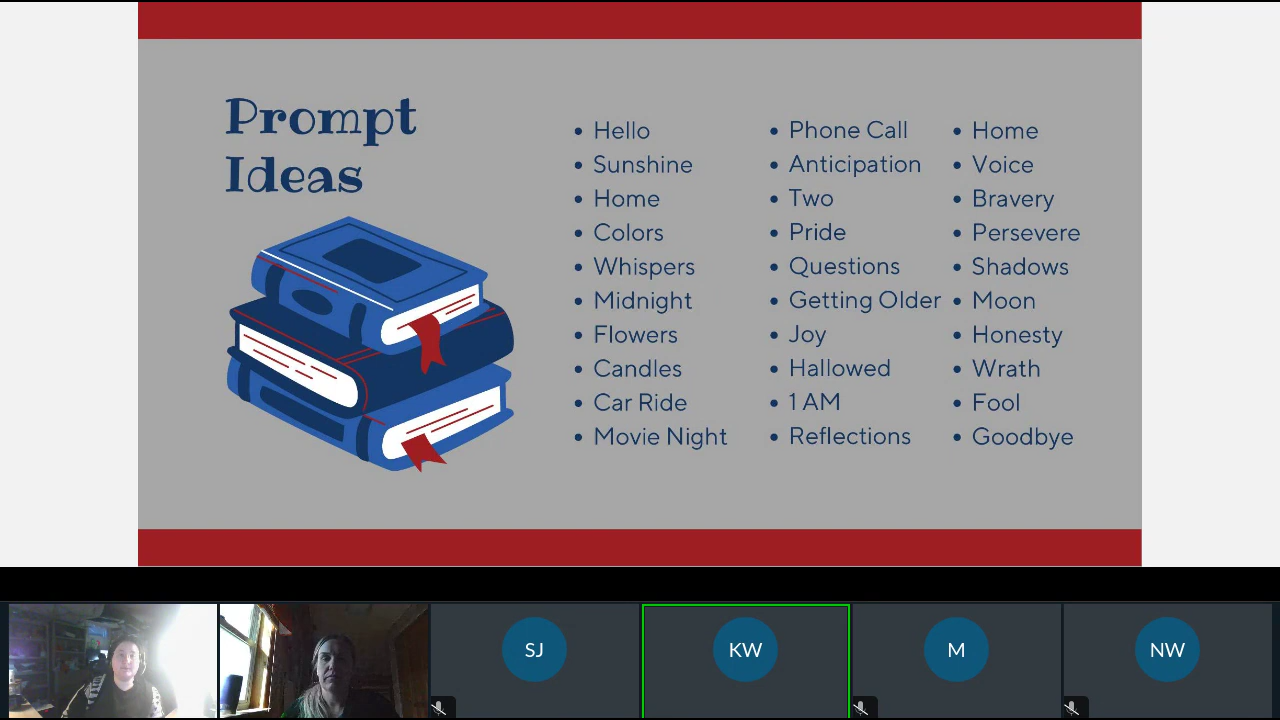 Prompt
Ideas
Hello
Sunshine
Home
Colors
Whispers
Midnight
Flowers
Candles
Car Ride
Movie Night
Phone Call
Anticipation
Two
Pride
Questions
Getting Older
Joy
Hallowed
1 AM
Reflections
Home
Voice
Bravery
Persevere
Shadows
Moon
Honesty
Wrath
Fool
Goodbye
SJ
KW
M
NW